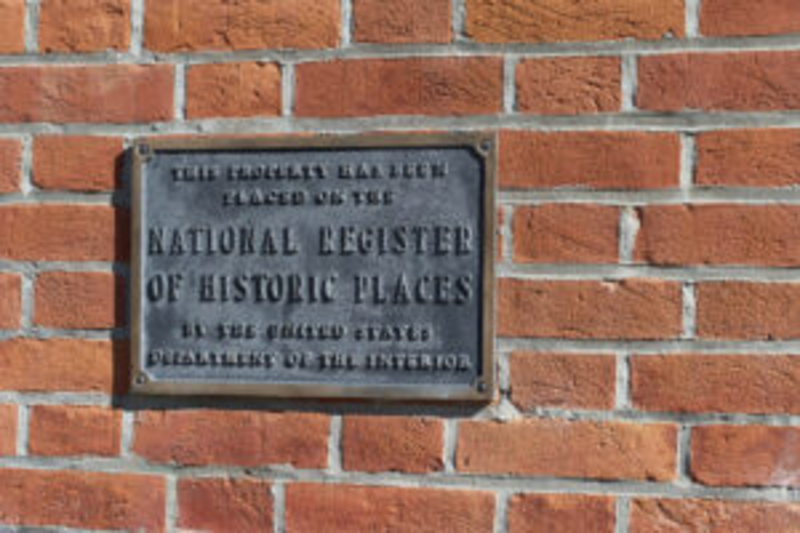 THIS PROPERTY HAS BEEN
PLACED ON THE
NATIONAL REGISTER
OF HISTORIC PLACES
BY THE UNITED STATES
DEPARTMENT OF THE INTERIOR